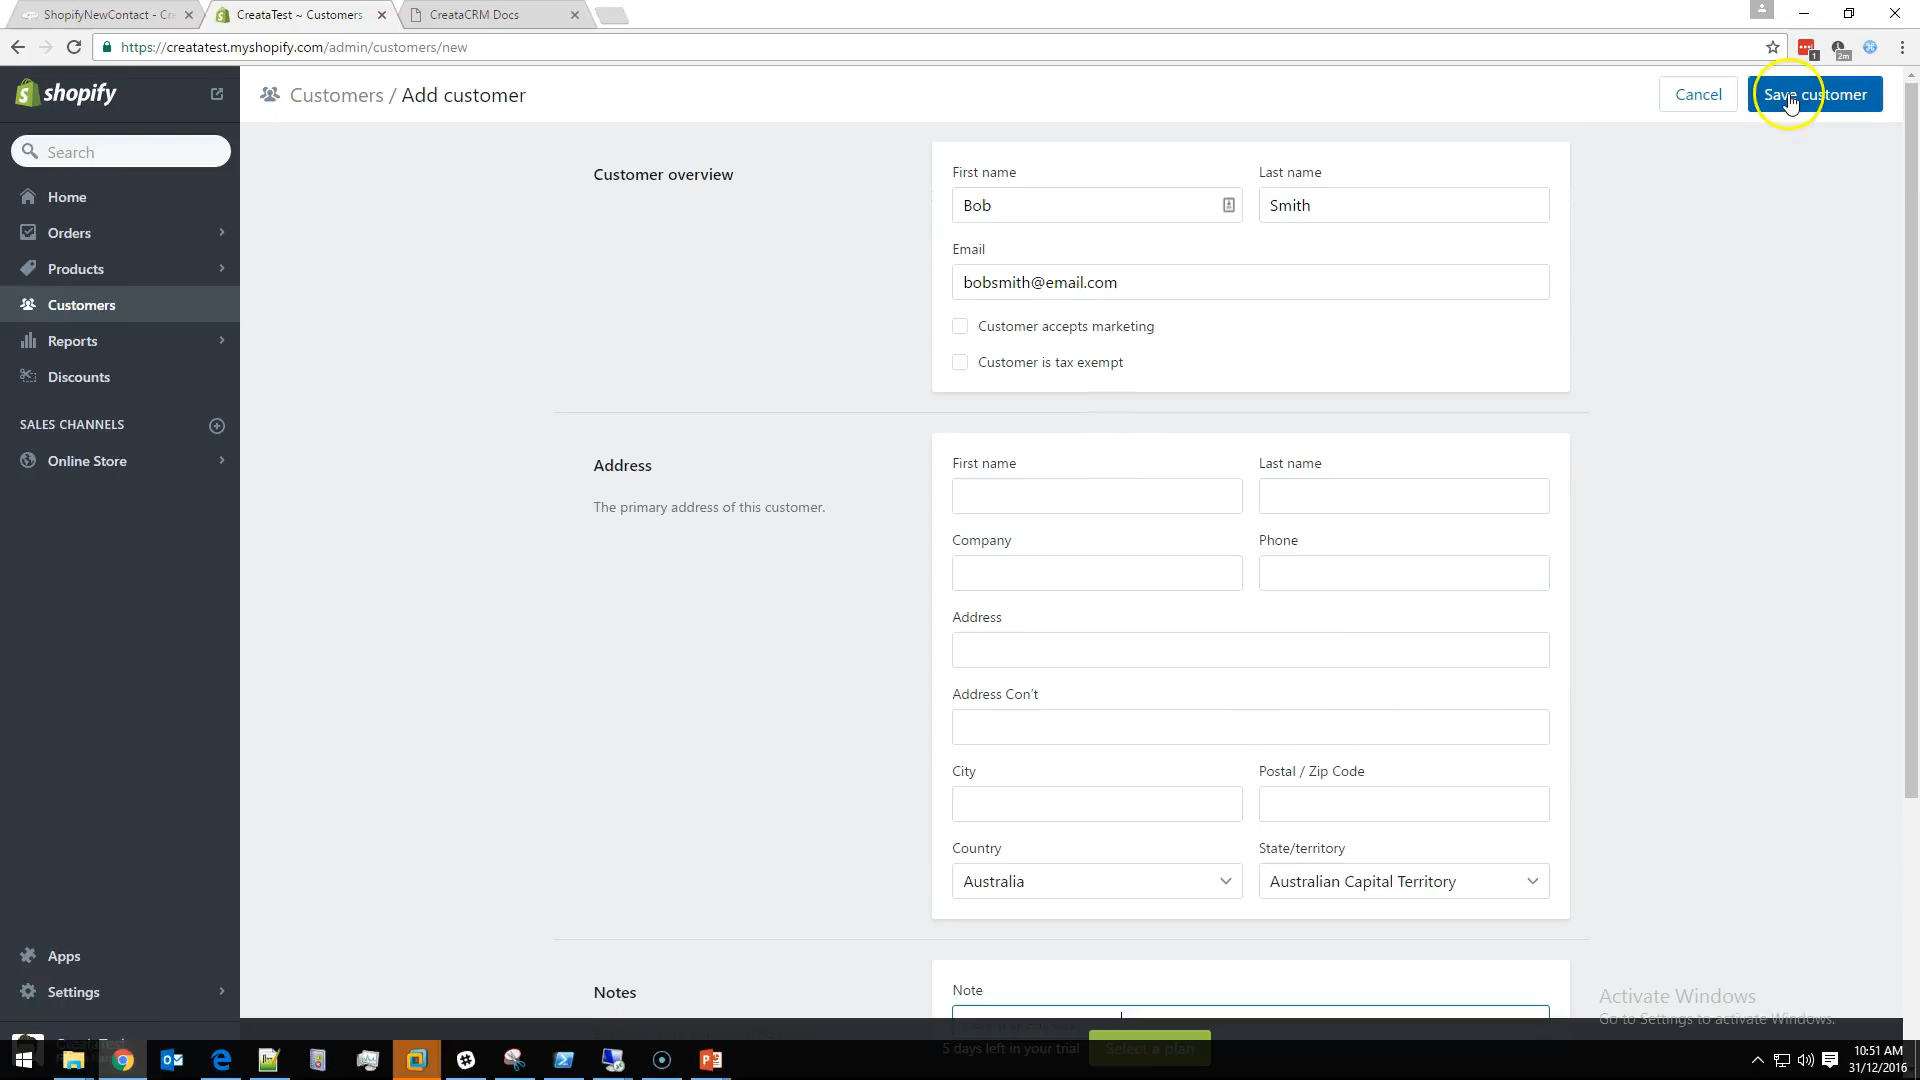 ShopifyNewContact - Cre
CreataTest ~ Customers
CreataCRM Docs
https://creatatest.myshopify.com/admin/customers/new
1
2m
shopify
Customers / Add customer
Cancel
Save customer
Search
Home
Orders
Products
Customers
Reports
Discounts
SALES CHANNELS
Online Store
Apps
Settings
CreataTest
Customer overview
First name
Last name
Bob
Smith
Email
bobsmith@email.com
Customer accepts marketing
Customer is tax exempt
Address
The primary address of this customer.
First name
Last name
Company
Phone
Address
Address Con't
City
Postal / Zip Code
Country
State/territory
Australia
Australian Capital Territory
Notes
Note
Activate Windows
Go to Settings to activate Windows.
5 days left in your trial
Select a plan
10:51 AM
31/12/2016